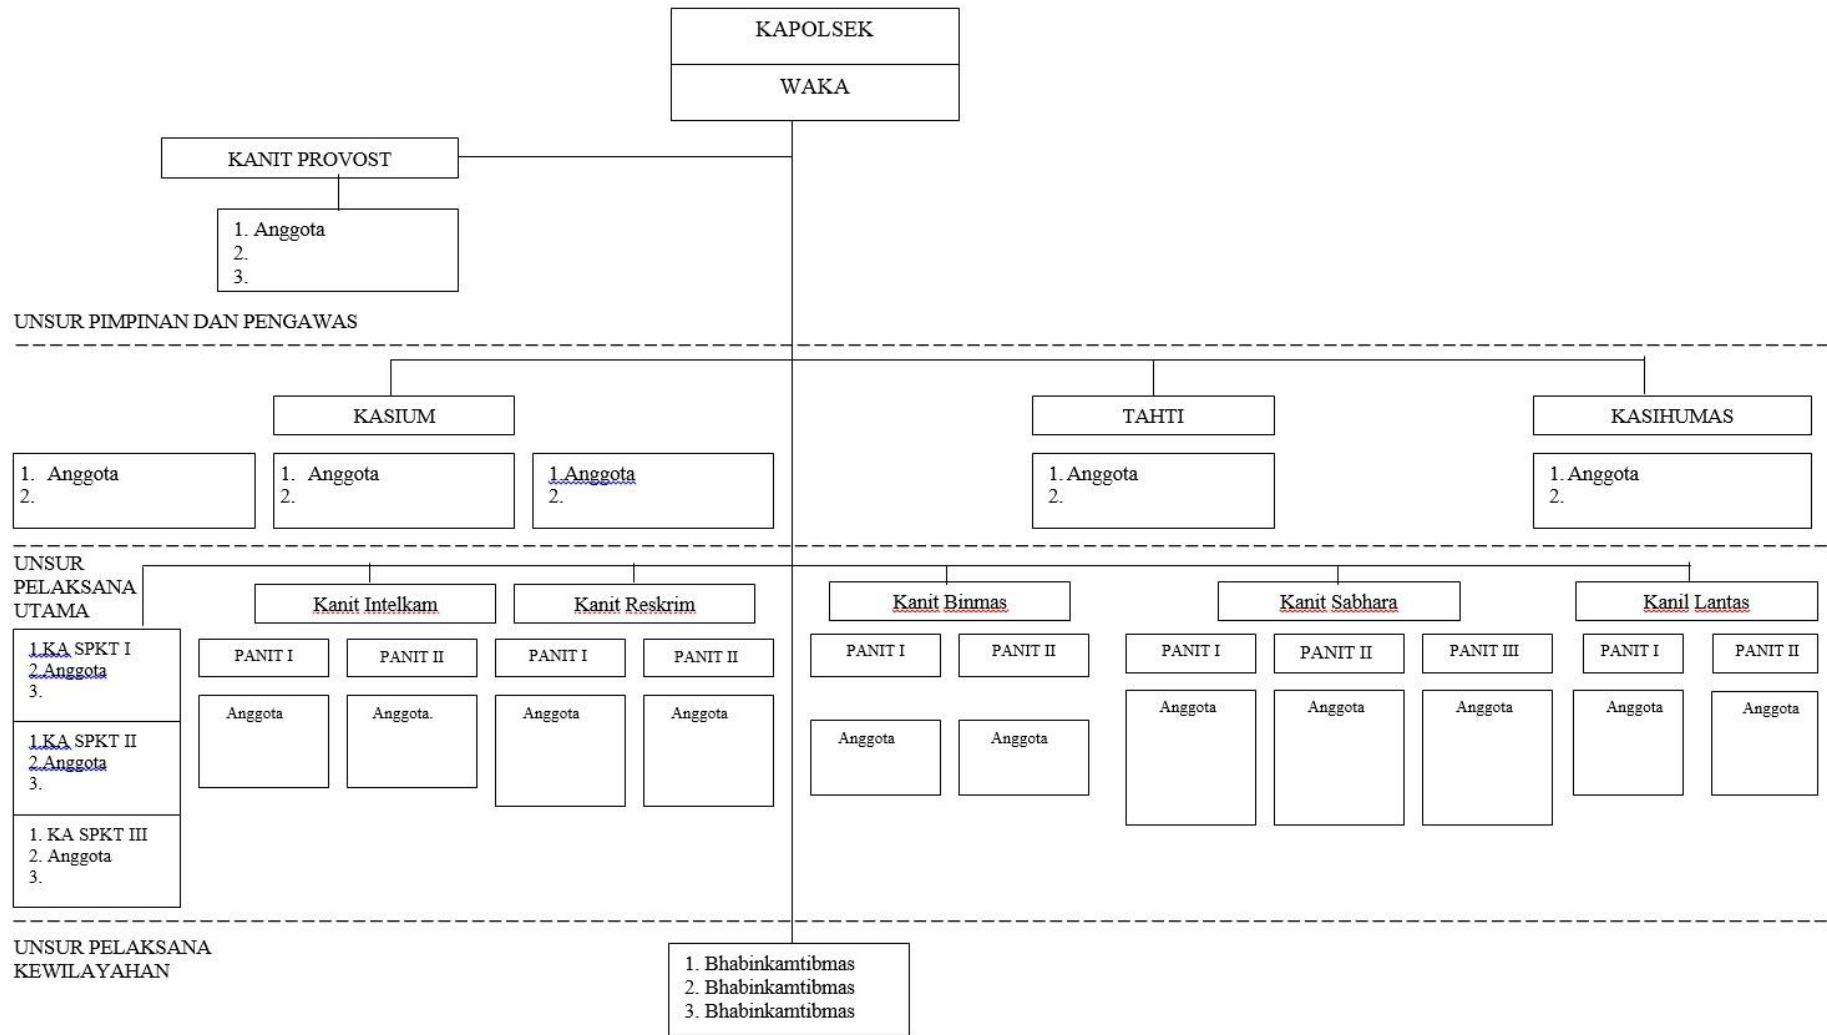 KAPOLSEK
WAKA
KANIT PROVOST
1. Anggota
2.
3.
UNSUR PIMPINAN DAN PENGAWAS
KASIUM
TAHTI
KASIHUMAS
1. Anggota
2.
1. Anggota
2.
1.Anggota
2.
1. Anggota
2.
1. Anggota
2.
UNSUR
PELAKSANA
UTAMA
Kanit Intelkam
Kanit Reskrim
Kanit Binmas
Kanit Sabhara
Kanil Lantas
1.KA SPKT I
2.Anggota
3.
1.KA SPKT II
2.Anggota
3.
1. KA SPKT III
2. Anggota
3.
PANIT I
PANIT II
PANIT I
PANIT II
PANIT I
PANIT II
PANIT I
PANIT II
PANIT III
PANIT I
PANIT II
Anggota
Anggota.
Anggota
Anggota
Anggota
Anggota
Anggota
Anggota
Anggota
Anggota
Anggota
UNSUR PELAKSANA
KEWILAYAHAN
1. Bhabinkamtibmas
2. Bhabinkamtibmas
3. Bhabinkamtibmas